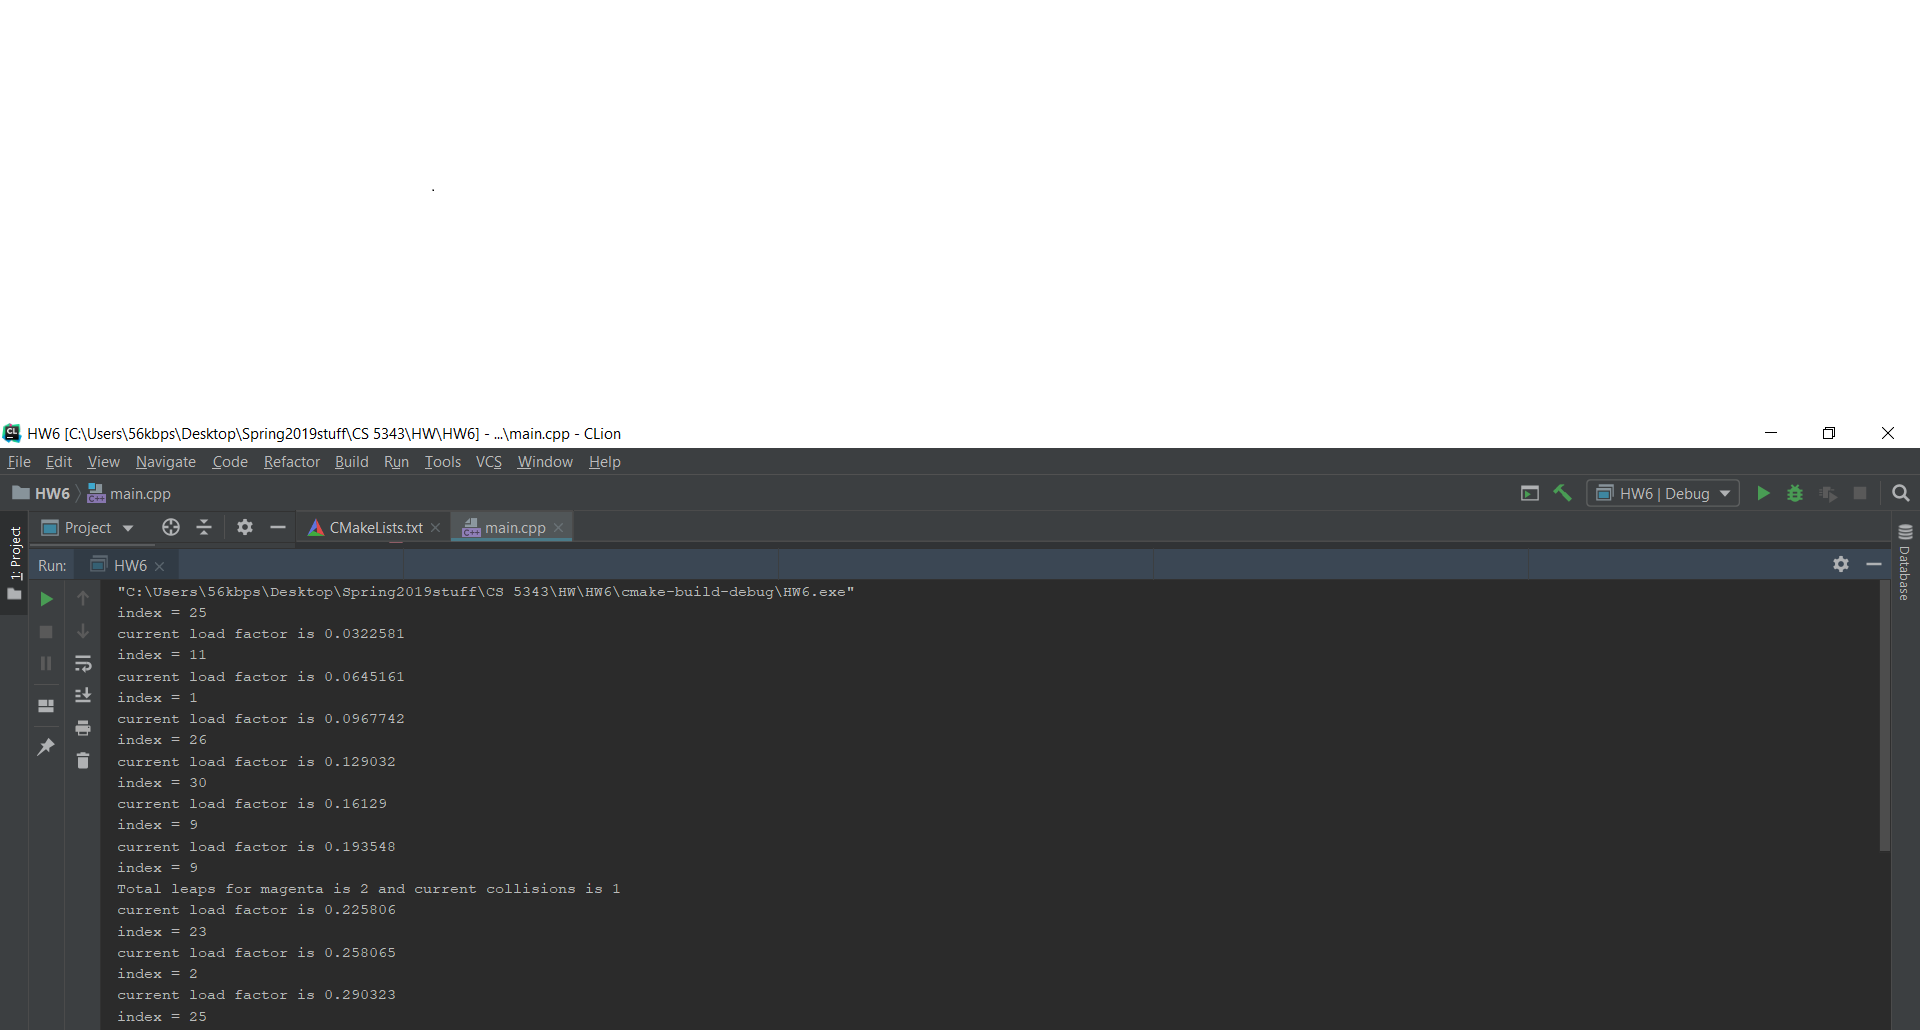 .
HW6 [C:\Users\56kbps\Desktop\Spring2019stuff\CS 5343\HW\HW6] - ...\main.cpp - CLion
File Edit View Navigate Code Refactor Build Run Tools VCS Window Help
HW6 main.cpp HW6 | Debug
Project CMakeLists.txt main.cpp
1: Project
Database
Run: HW6
"C:\Users\56kbps\Desktop\Spring2019stuff\CS 5343\HW\HW6\cmake-build-debug\HW6.exe"
index = 25
current load factor is 0.0322581
index = 11
current load factor is 0.0645161
index = 1
current load factor is 0.0967742
index = 26
current load factor is 0.129032
index = 30
current load factor is 0.16129
index = 9
current load factor is 0.193548
index = 9
Total leaps for magenta is 2 and current collisions is 1
current load factor is 0.225806
index = 23
current load factor is 0.258065
index = 2
current load factor is 0.290323
index = 25